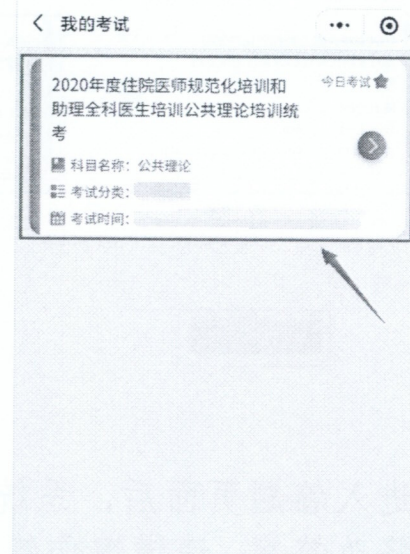 我的考试
2020年度住院医师规范化培训和
助理全科医生培训公共理论培训统
考
今日考试
科目名称：公共理论
考试分类：
考试时间：